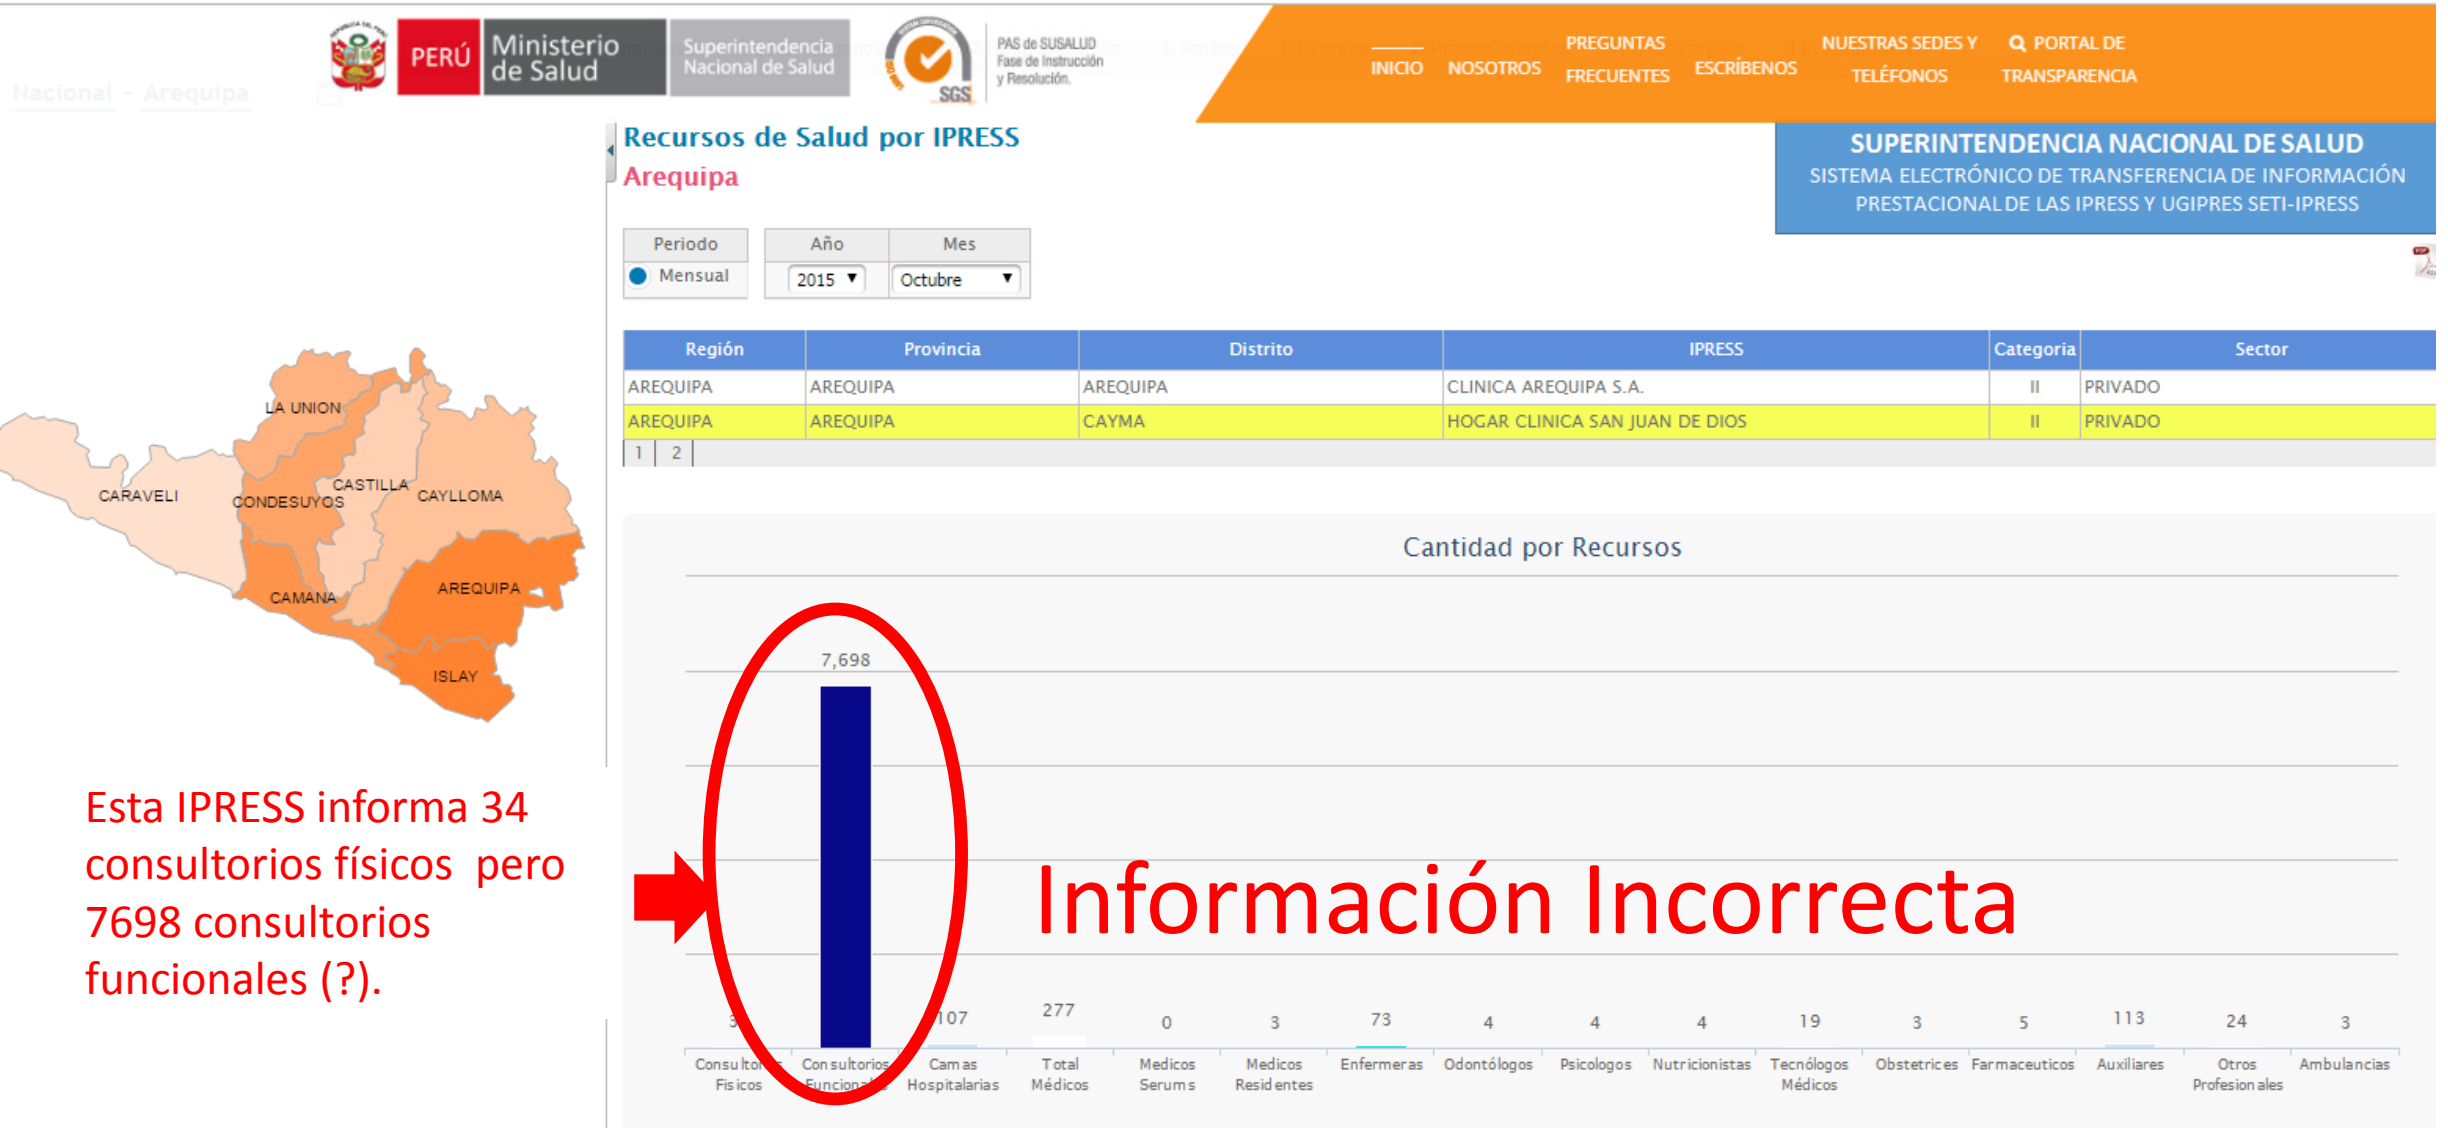 PERÚ
Ministerio
de Salud
Superintendencia
Nacional de Salud
SGS
PAS de SUSALUD
Fase de Instrucción
y Resolución.
INICIO
NOSOTROS
PREGUNTAS
FRECUENTES
ESCRÍBENOS
NUESTRAS SEDES Y
TELÉFONOS
PORTAL DE
TRANSPARENCIA
Nacional - Arequipa
Recursos de Salud por IPRESS
Arequipa
SUPERINTENDENCIA NACIONAL DE SALUD
SISTEMA ELECTRÓNICO DE TRANSFERENCIA DE INFORMACIÓN
PRESTACIONAL DE LAS IPRESS Y UGIPRES SETI-IPRESS
Periodo Año Mes
Mensual 2015 Octubre
Región Provincia Distrito IPRESS Categoria Sector
AREQUIPA AREQUIPA AREQUIPA CLINICA AREQUIPA S.A. II PRIVADO
AREQUIPA AREQUIPA CAYMA HOGAR CLINICA SAN JUAN DE DIOS II PRIVADO
1 2
LA UNION
CARAVELI
CONDESUYOS
CASTILLA
CAYLLOMA
CAMANA
AREQUIPA
ISLAY
Esta IPRESS informa 34
consultorios físicos pero
7698 consultorios
funcionales (?).
Cantidad por Recursos
7,698
Información Incorrecta
107 277 0 3 73 4 4 4 19 3 5 113 24 3
Consultorios
Fisicos
Consultorios
Funcionales
Camas
Hospitalarias
Total
Médicos
Medicos
Serums
Medicos
Residentes
Enfermeras
Odontólogos
Psicologos
Nutricionistas
Tecnólogos
Médicos
Obstetrices
Farmaceuticos
Auxiliares
Otros
Profesionales
Ambulancias